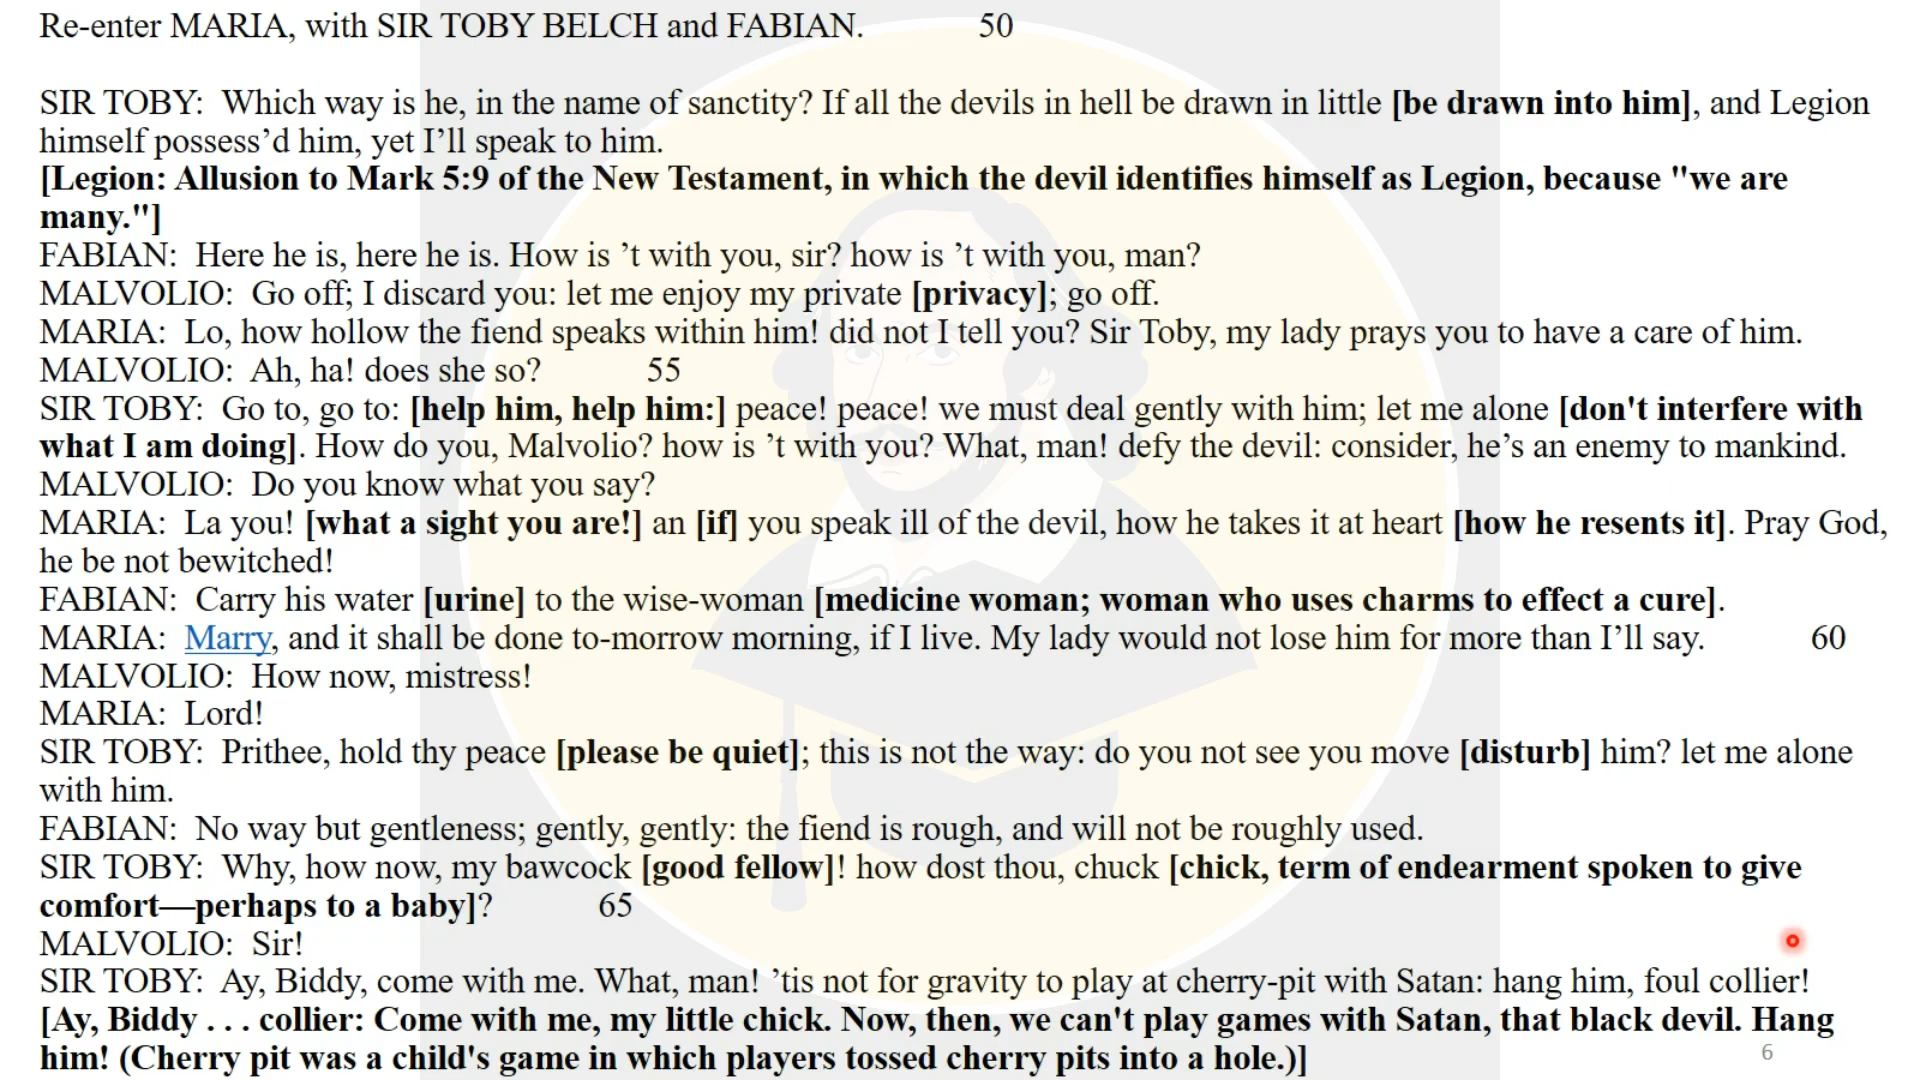 Re-enter MARIA, with SIR TOBY BELCH and FABIAN. 50
SIR TOBY: Which way is he, in the name of sanctity? If all the devils in hell be drawn in little [be drawn into him], and Legion
himself possess’d him, yet I’ll speak to him.
[Legion: Allusion to Mark 5:9 of the New Testament, in which the devil identifies himself as Legion, because "we are
many."]
FABIAN: Here he is, here he is. How is ’t with you, sir? how is ’t with you, man?
MALVOLIO: Go off; I discard you: let me enjoy my private [privacy]; go off.
MARIA: Lo, how hollow the fiend speaks within him! did not I tell you? Sir Toby, my lady prays you to have a care of him.
MALVOLIO: Ah, ha! does she so? 55
SIR TOBY: Go to, go to: [help him, help him:] peace! peace! we must deal gently with him; let me alone [don't interfere with
what I am doing]. How do you, Malvolio? how is ’t with you? What, man! defy the devil: consider, he’s an enemy to mankind.
MALVOLIO: Do you know what you say?
MARIA: La you! [what a sight you are!] an [if] you speak ill of the devil, how he takes it at heart [how he resents it]. Pray God,
he be not bewitched!
FABIAN: Carry his water [urine] to the wise-woman [medicine woman; woman who uses charms to effect a cure].
MARIA: Marry, and it shall be done to-morrow morning, if I live. My lady would not lose him for more than I’ll say. 60
MALVOLIO: How now, mistress!
MARIA: Lord!
SIR TOBY: Prithee, hold thy peace [please be quiet]; this is not the way: do you not see you move [disturb] him? let me alone
with him.
FABIAN: No way but gentleness; gently, gently: the fiend is rough, and will not be roughly used.
SIR TOBY: Why, how now, my bawcock [good fellow]! how dost thou, chuck [chick, term of endearment spoken to give
comfort—perhaps to a baby]? 65
MALVOLIO: Sir!
SIR TOBY: Ay, Biddy, come with me. What, man! ’tis not for gravity to play at cherry-pit with Satan: hang him, foul collier!
[Ay, Biddy . . . collier: Come with me, my little chick. Now, then, we can't play games with Satan, that black devil. Hang
him! (Cherry pit was a child's game in which players tossed cherry pits into a hole.)]
6